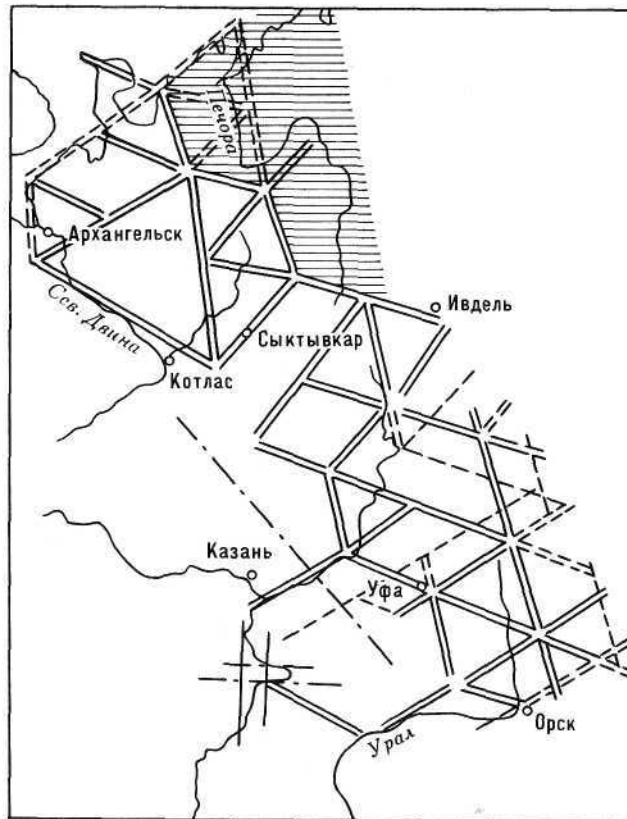 Печора
Архангельск
Сев. Двина
Ивдель
Сыктывкар
Котлас
Казань
Уфа
Орск
Урал